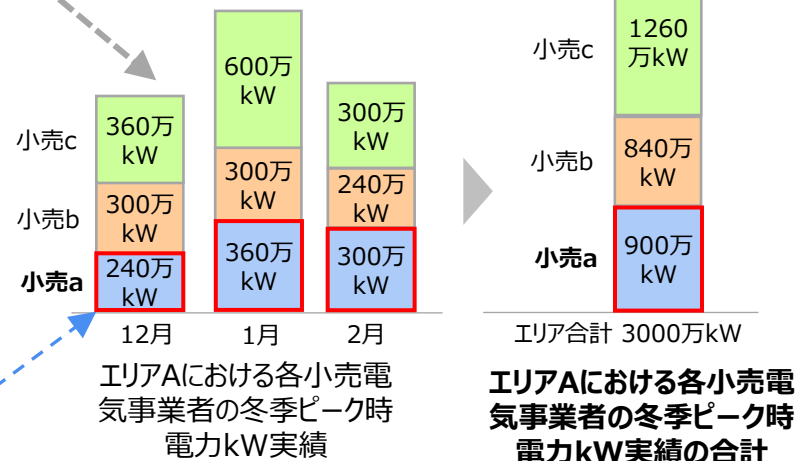 小売c
小売b
小売a
360万
kW
300万
kW
240万
kW
600万
kW
300万
kW
360万
kW
300万
kW
240万
kW
300万
kW
12月
1月
2月
エリアAにおける各小売電
気事業者の冬季ピーク時
電力kW実績
小売c
小売b
小売a
1260
万kW
840万
kW
900万
kW
エリア合計 3000万kW
エリアAにおける各小売電
気事業者の冬季ピーク時
電力kW実績の合計